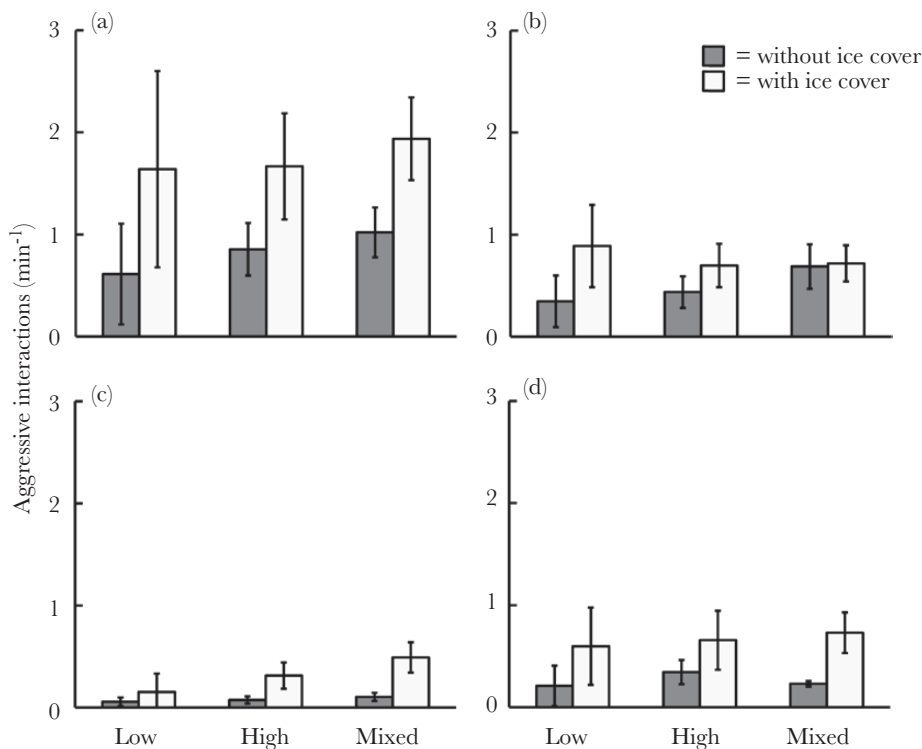 (a)
3
2
1
0
(b)
3
2
1
0
= without ice cover
= with ice cover
Aggressive interactions (min-1)
(c)
3
2
1
0
Low
High
Mixed
(d)
3
2
1
0
Low
High
Mixed